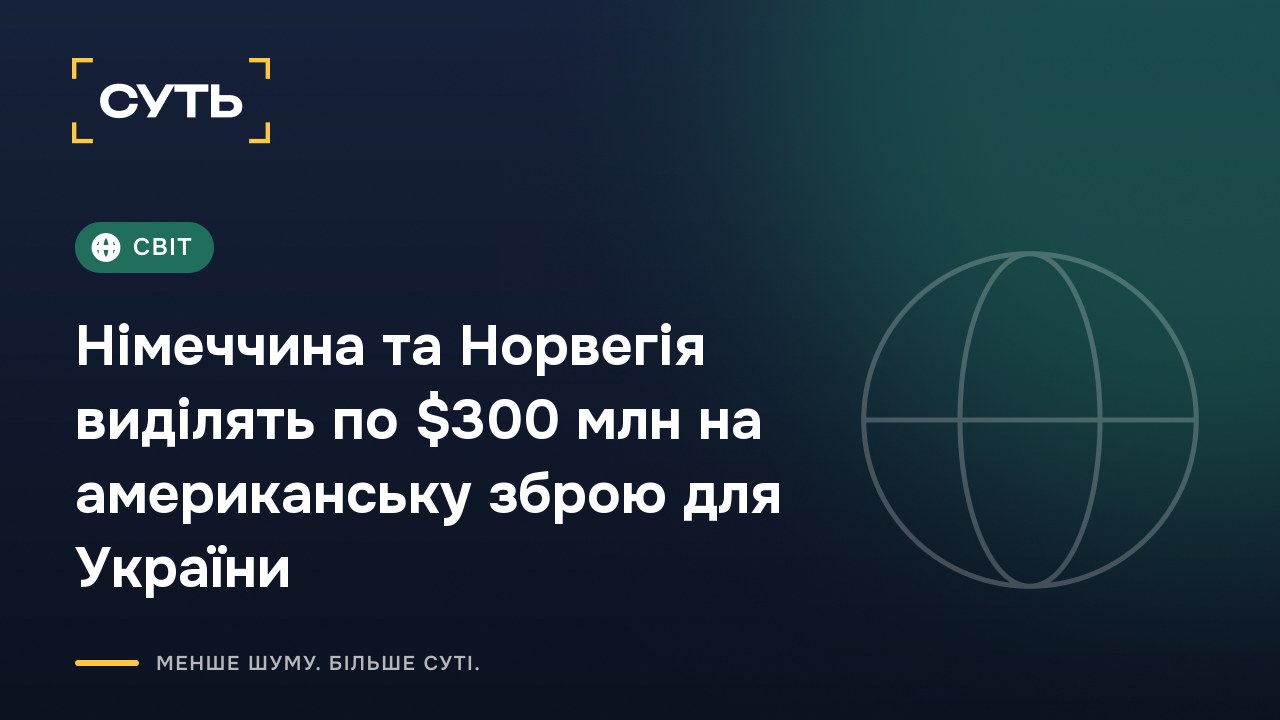 СУТЬ
СВІТ
Німеччина та Норвегія
виділять по $300 млн на
американську зброю для
України
МЕНШЕ ШУМУ. БІЛЬШЕ СУТІ.